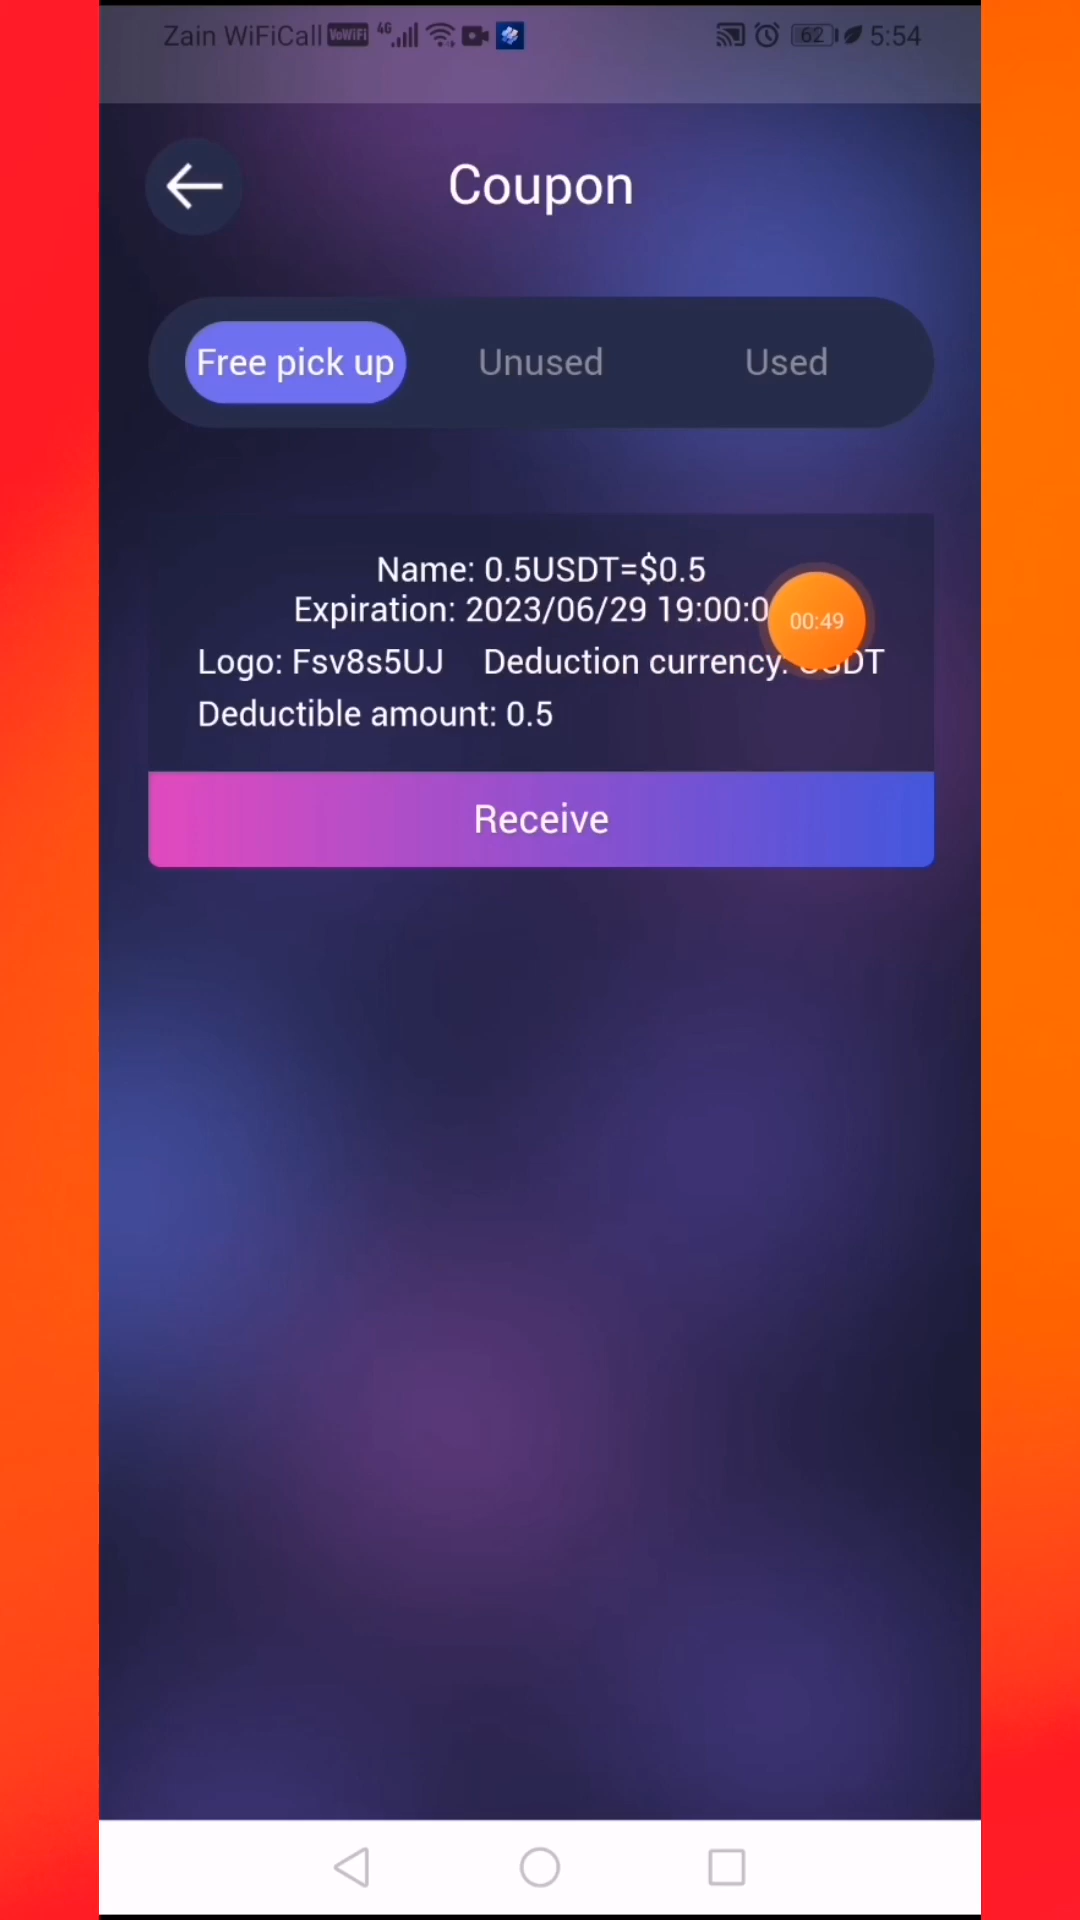 Zain WiFiCall VoWiFi 4G 62 5:54
Coupon
Free pick up Unused Used
Name: 0.5USDT=$0.5
Expiration: 2023/06/29 19:00:0
00:49
Logo: Fsv8s5UJ Deduction currency: USDT
Deductible amount: 0.5
Receive